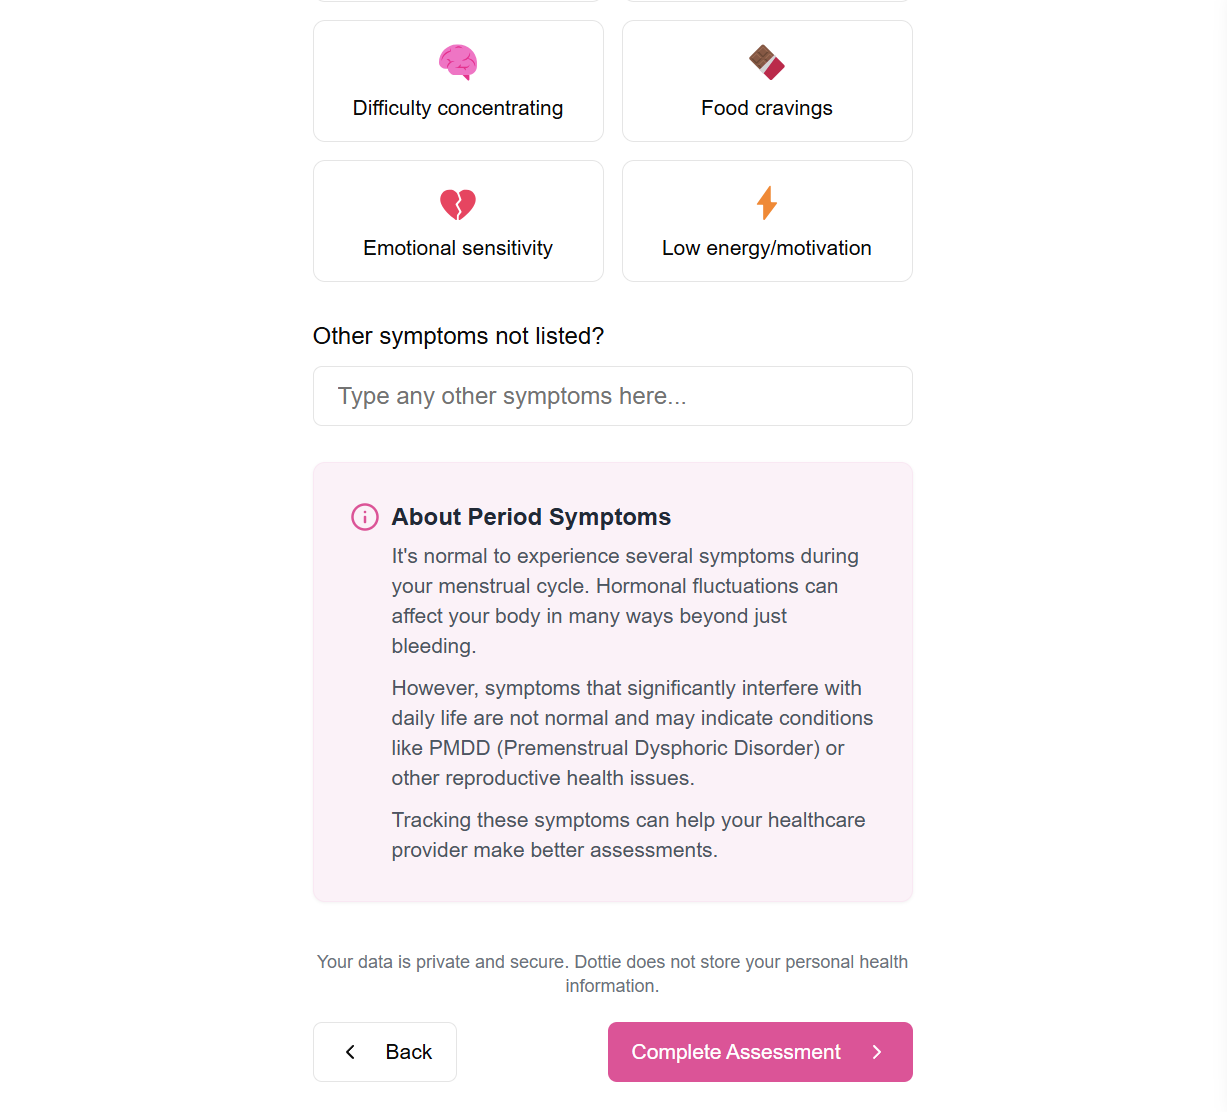 Difficulty concentrating
Food cravings
Emotional sensitivity
Low energy/motivation
Other symptoms not listed?
Type any other symptoms here...
About Period Symptoms
It's normal to experience several symptoms during
your menstrual cycle. Hormonal fluctuations can
affect your body in many ways beyond just
bleeding.
However, symptoms that significantly interfere with
daily life are not normal and may indicate conditions
like PMDD (Premenstrual Dysphoric Disorder) or
other reproductive health issues.
Tracking these symptoms can help your healthcare
provider make better assessments.
Your data is private and secure. Dottie does not store your personal health
information.
Back
Complete Assessment